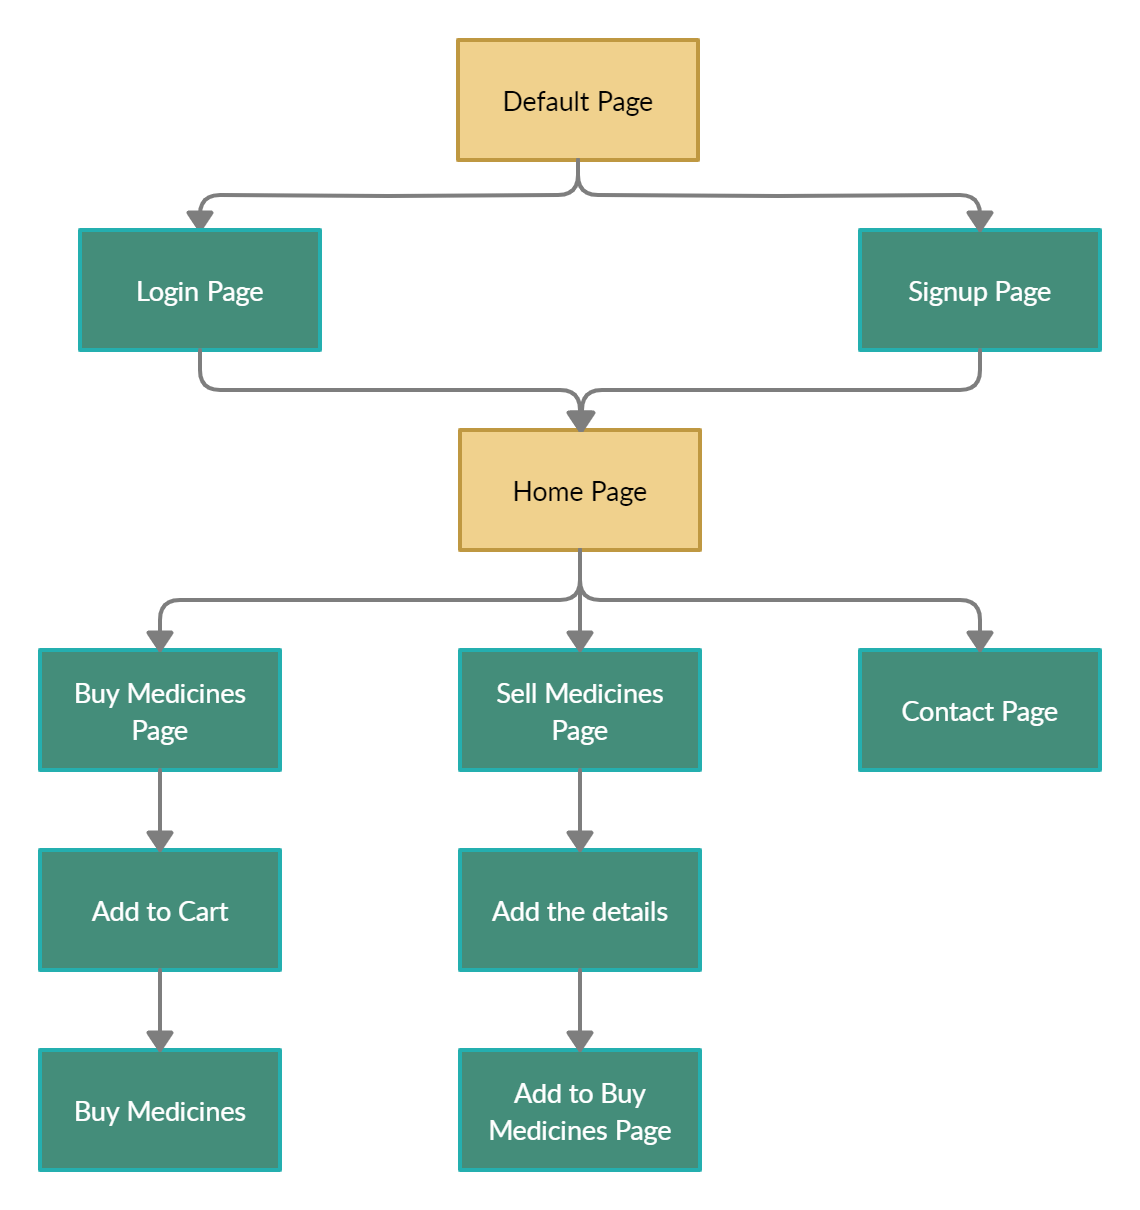 Default Page
Login Page
Signup Page
Home Page
Buy Medicines
Page
Sell Medicines
Page
Contact Page
Add to Cart
Add the details
Buy Medicines
Add to Buy
Medicines Page